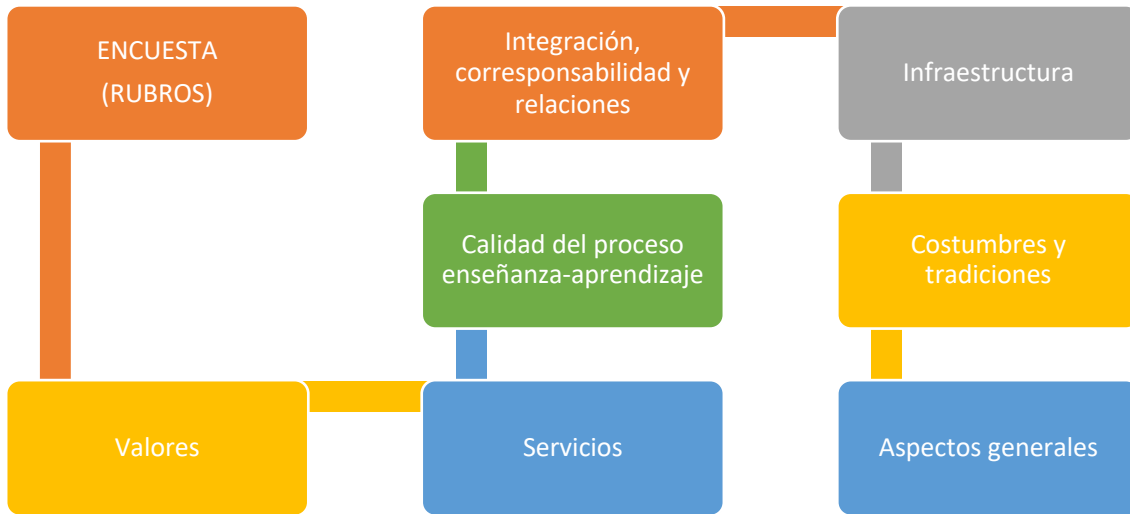 ENCUESTA
(RUBROS)
Valores
Servicios
Calidad del proceso
enseñanza-aprendizaje
Integración,
corresponsabilidad y
relaciones
Infraestructura
Costumbres y
tradiciones
Aspectos generales